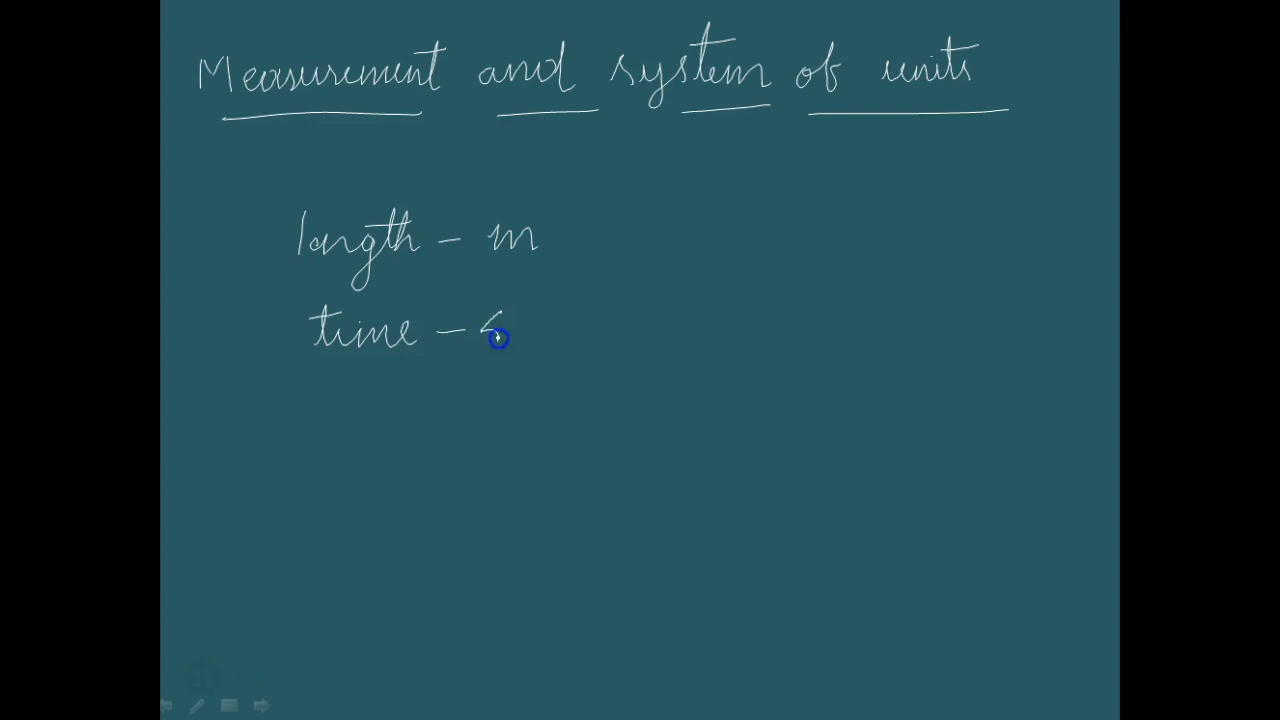 Measurement and system of units
length - m
time - s